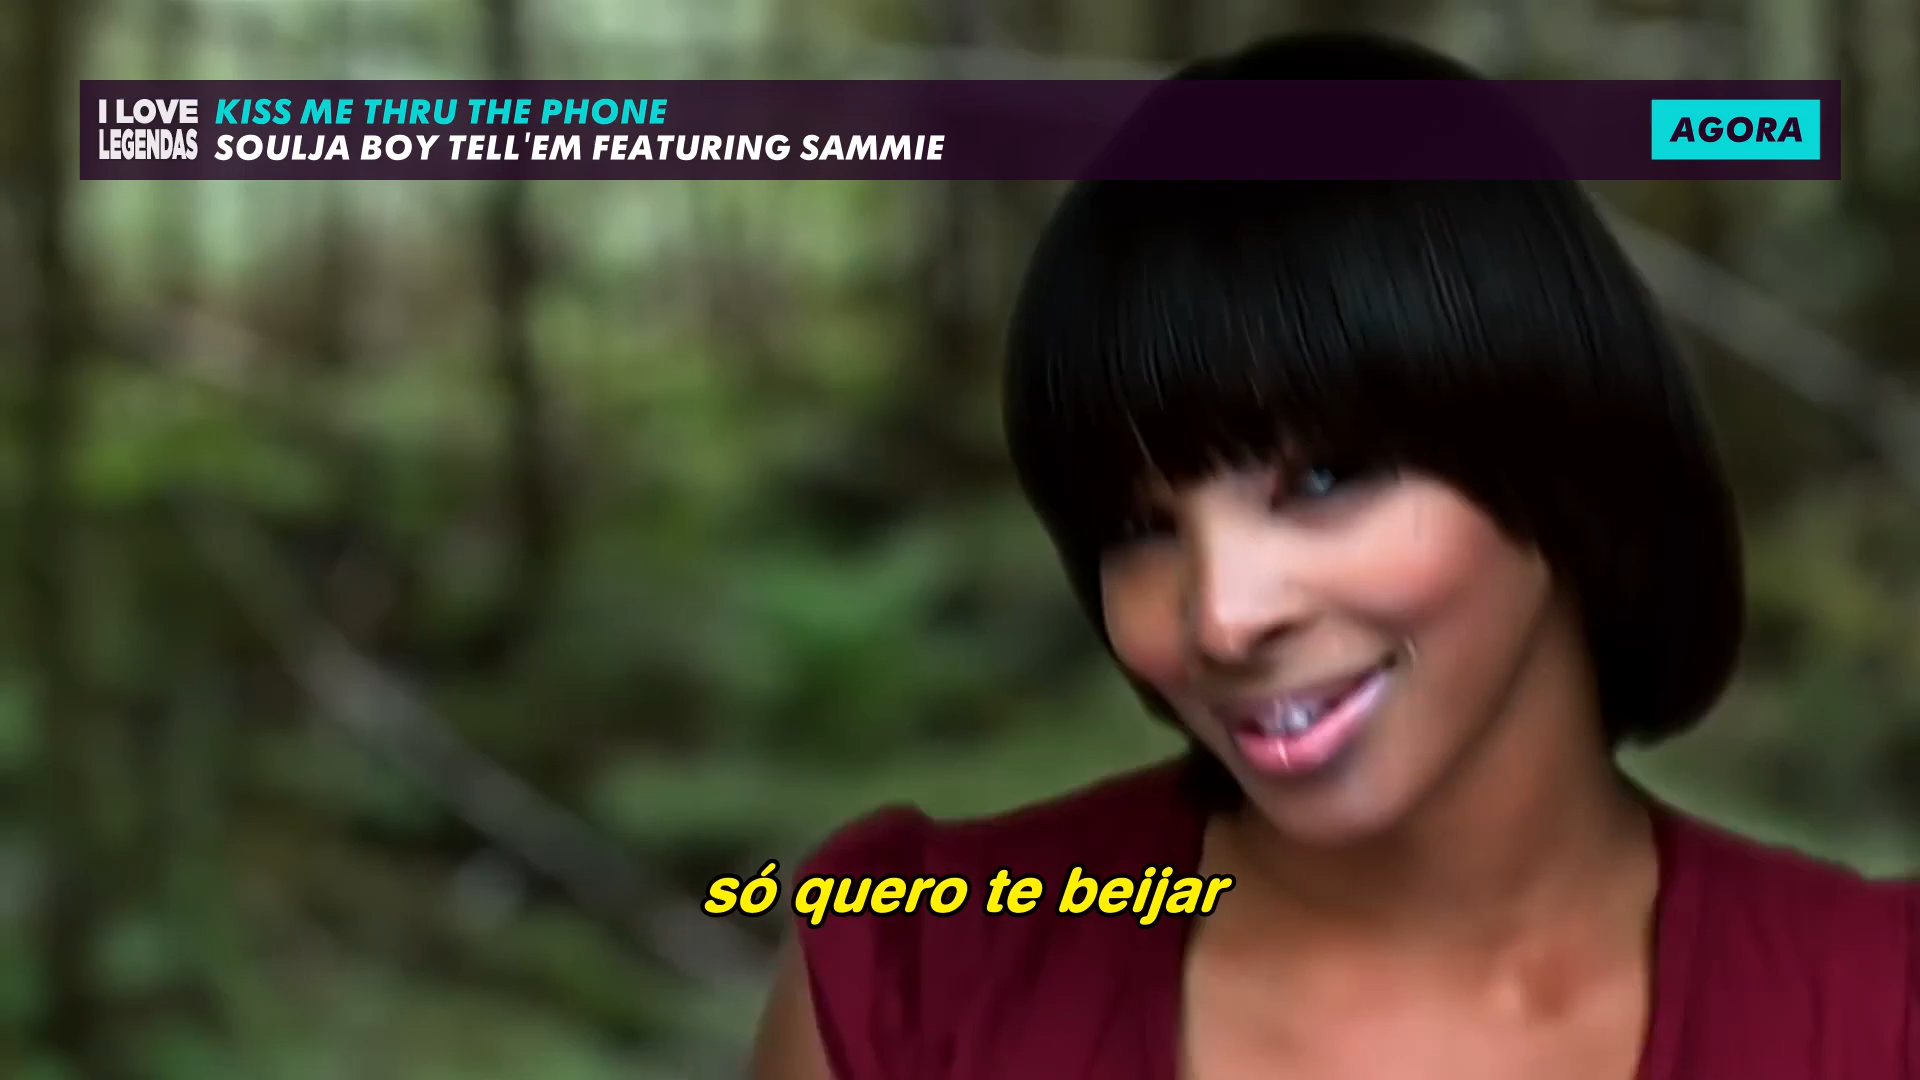 I LOVE
LEGENDAS
KISS ME THRU THE PHONE
SOULJA BOY TELL'EM FEATURING SAMMIE
AGORA
só quero te beijar